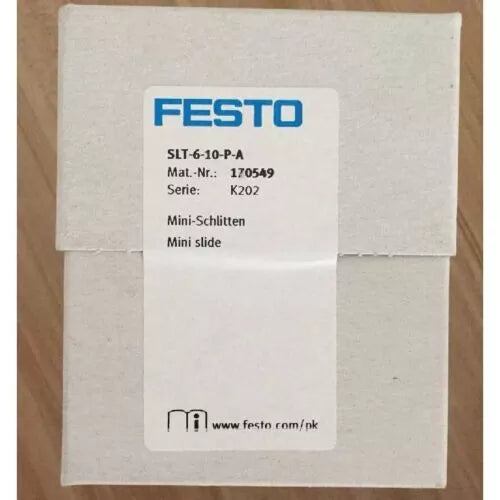 FESTO
SLT-6-10-P-A
Mat.-Nr.: 170549
Serie: K202
Mini-Schlitten
Mini slide
www.festo.com/pk